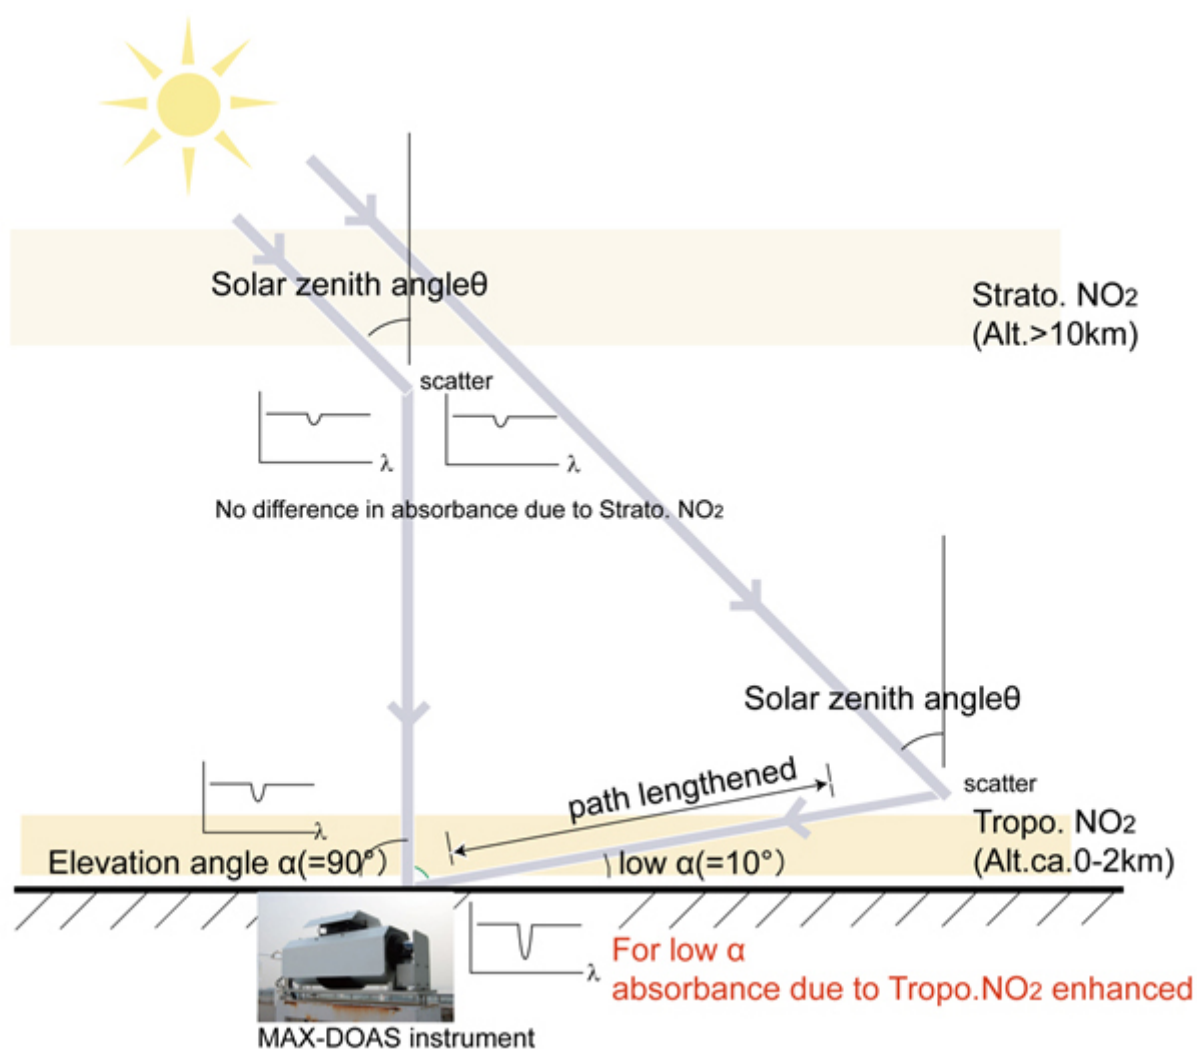 Solar zenith angleθ
Strato. NO2
(Alt.>10km)
scatter
λ
λ
No difference in absorbance due to Strato. NO2
Solar zenith angleθ
scatter
path lengthened
λ
Tropo. NO2
(Alt.ca.0-2km)
Elevation angle α(=90°)
low α(=10°)
λ
For low α
absorbance due to Tropo.NO2 enhanced
MAX-DOAS instrument